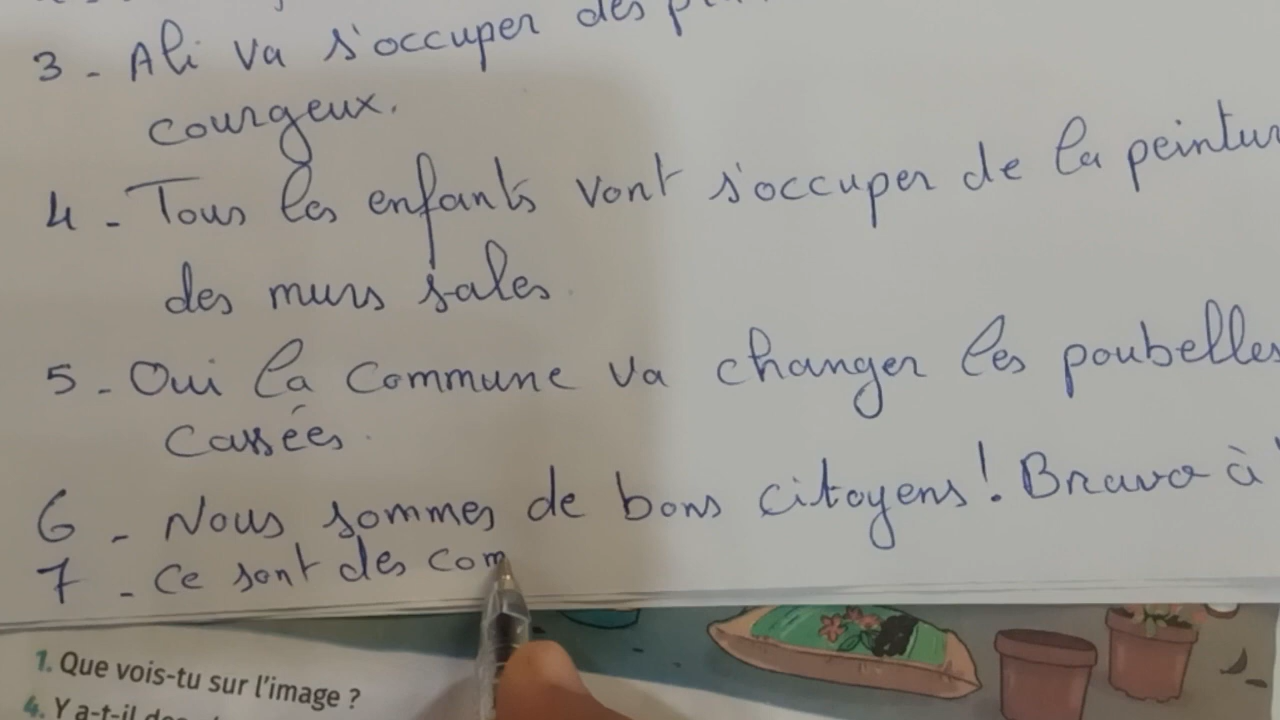 3 - Ali va s'occuper des
courgeux.
4 - Tous les enfants vont s'occuper de la peintur
des murs sales.
5 - Oui la commune va changer les poubelles
cassées.
6 - Nous sommes de bons citoyens ! Bravo à
7 - Ce sont des com
1. Que vois-tu sur l'image ?
4. Y a-t-il